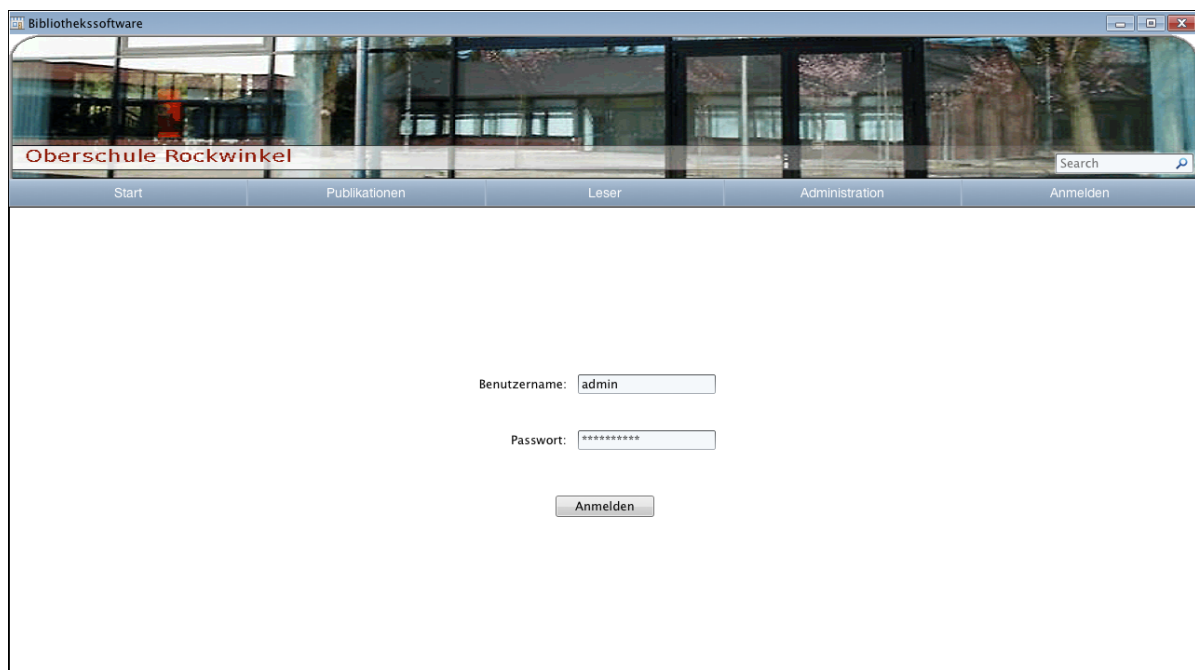 Bibliothekssoftware
Oberschule Rockwinkel
Search
Start Publikationen Leser Administration Anmelden
Benutzername: admin
Passwort: **********
Anmelden